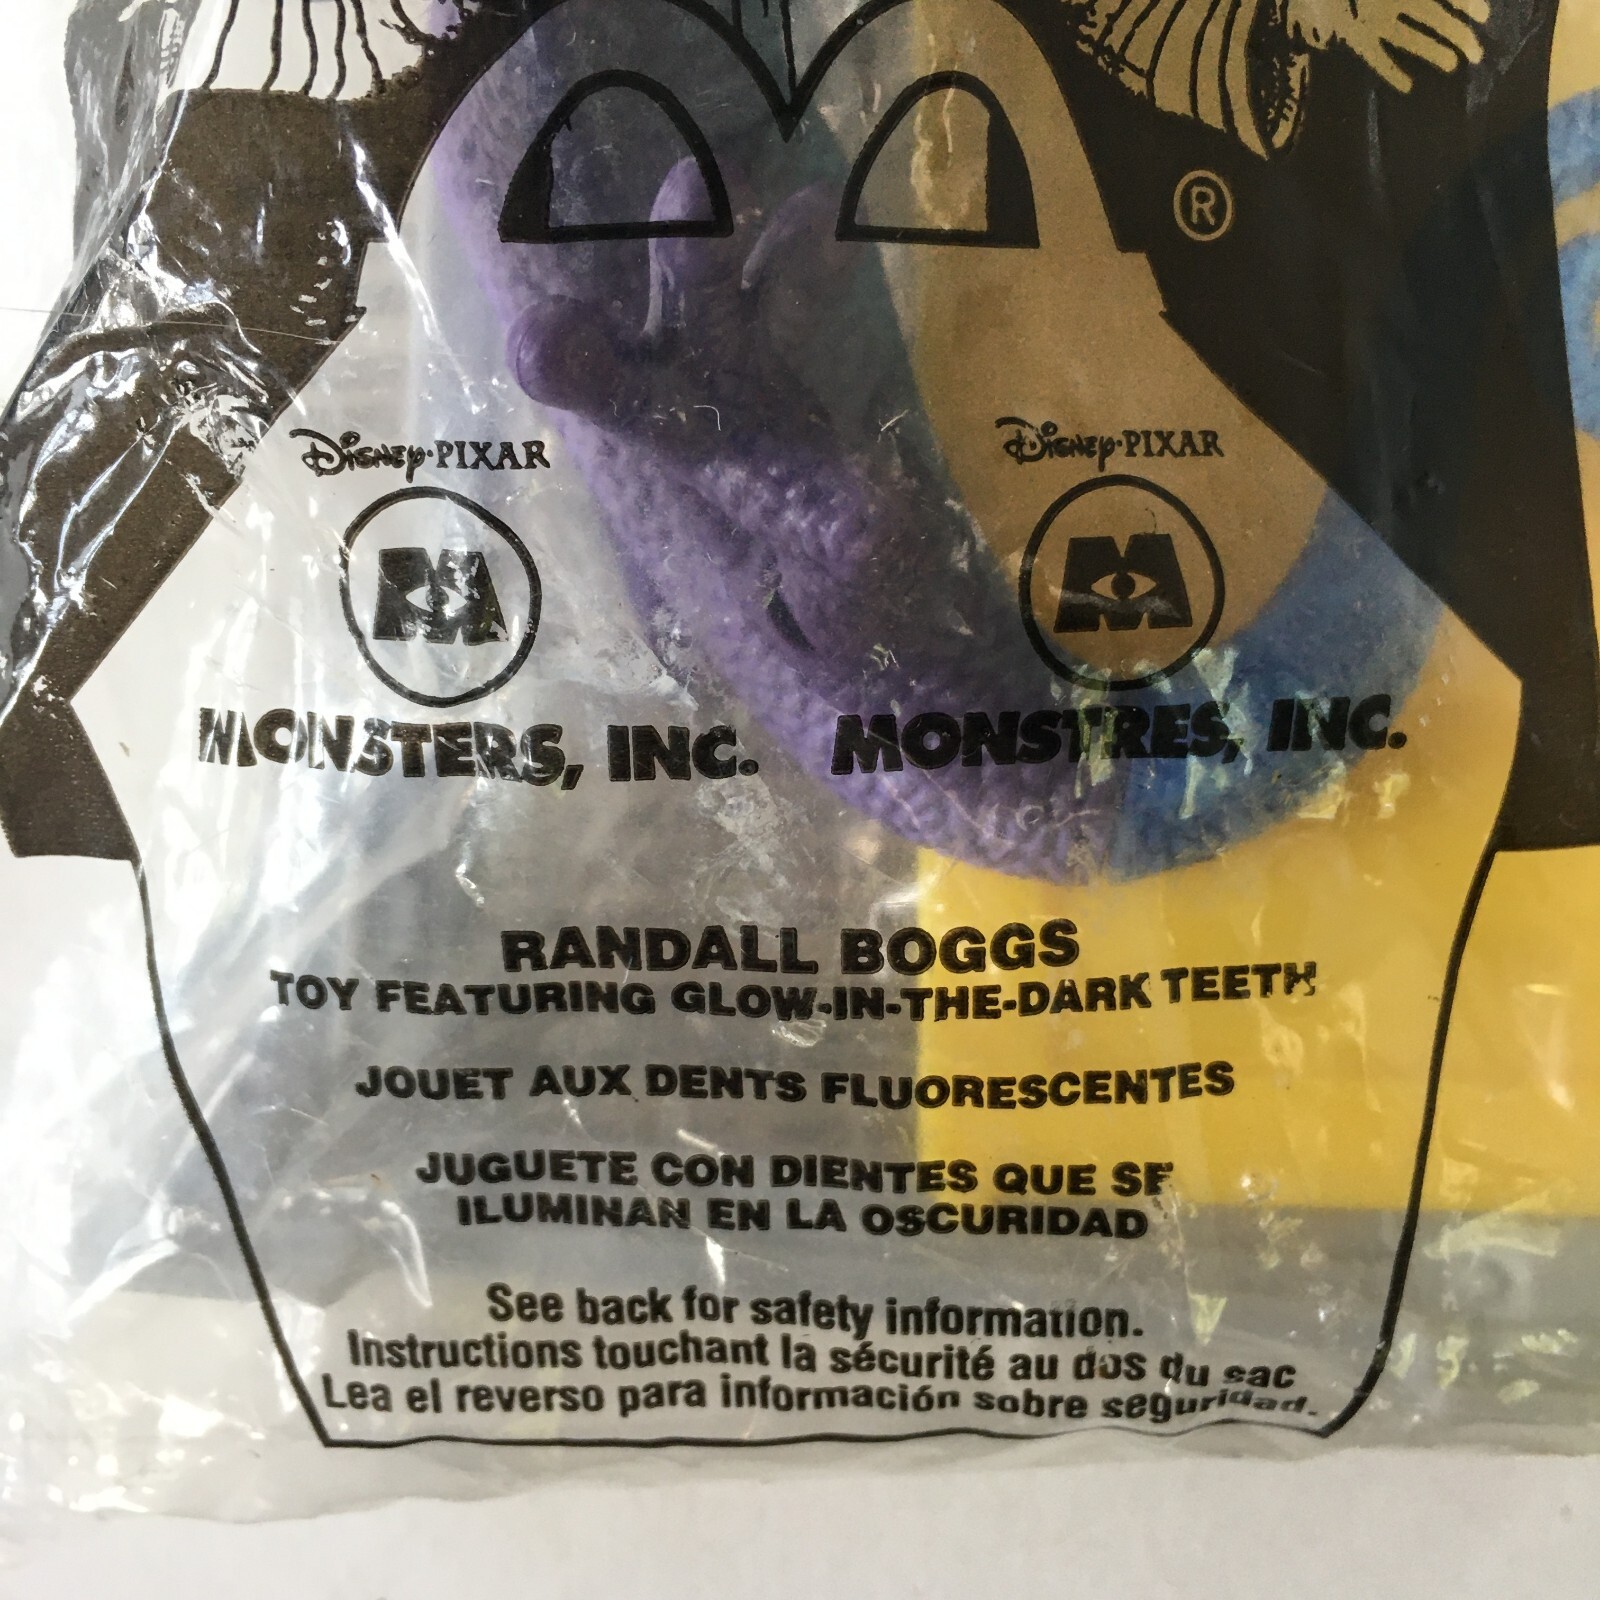 ®
Disney·PIXAR
Disney·PIXAR
M
M
MONSTERS, INC.
MONSTRES, INC.
RANDALL BOGGS
TOY FEATURING GLOW-IN-THE-DARK TEETH
JOUET AUX DENTS FLUORESCENTES
JUGUETE CON DIENTES QUE SE
ILUMINAN EN LA OSCURIDAD
See back for safety information.
Instructions touchant la sécurité au dos du sac
Lea el reverso para información sobre seguridad.